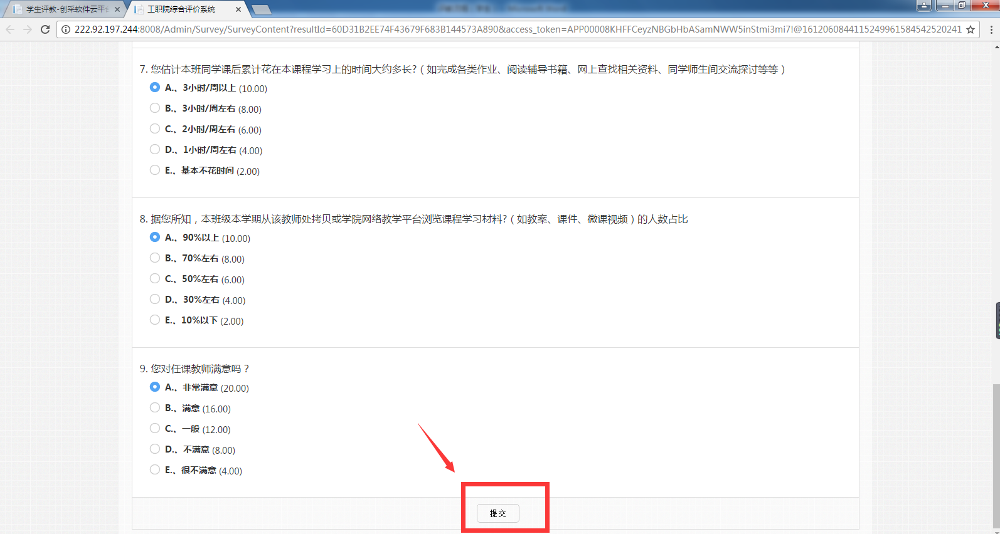 学生评教-创采软件云平台
工职院综合评价系统
222.92.197.244:8008/Admin/Survey/SurveyContent?resultId=60D31B2EE74F43679F683B144573A890&access_token=APP00008KHFFCeyzNBGbHbASamNWW5inStmi3mi7!@1612060844115249961584542520241
7. 您估计本班同学课后累计花在本课程学习上的时间大约多长?（如完成各类作业、阅读辅导书籍、网上查找相关资料、同学师生间交流探讨等等）
A.、3小时/周以上 (10.00)
B.、3小时/周左右 (8.00)
C.、2小时/周左右 (6.00)
D.、1小时/周左右 (4.00)
E.、基本不花时间 (2.00)
8. 据您所知，本班级本学期从该教师处拷贝或学院网络教学平台浏览课程学习材料?（如教案、课件、微课视频）的人数占比
A.、90%以上 (10.00)
B.、70%左右 (8.00)
C.、50%左右 (6.00)
D.、30%左右 (4.00)
E.、10%以下 (2.00)
9. 您对任课教师满意吗？
A.、非常满意 (20.00)
B.、满意 (16.00)
C.、一般 (12.00)
D.、不满意 (8.00)
E.、很不满意 (4.00)
提交